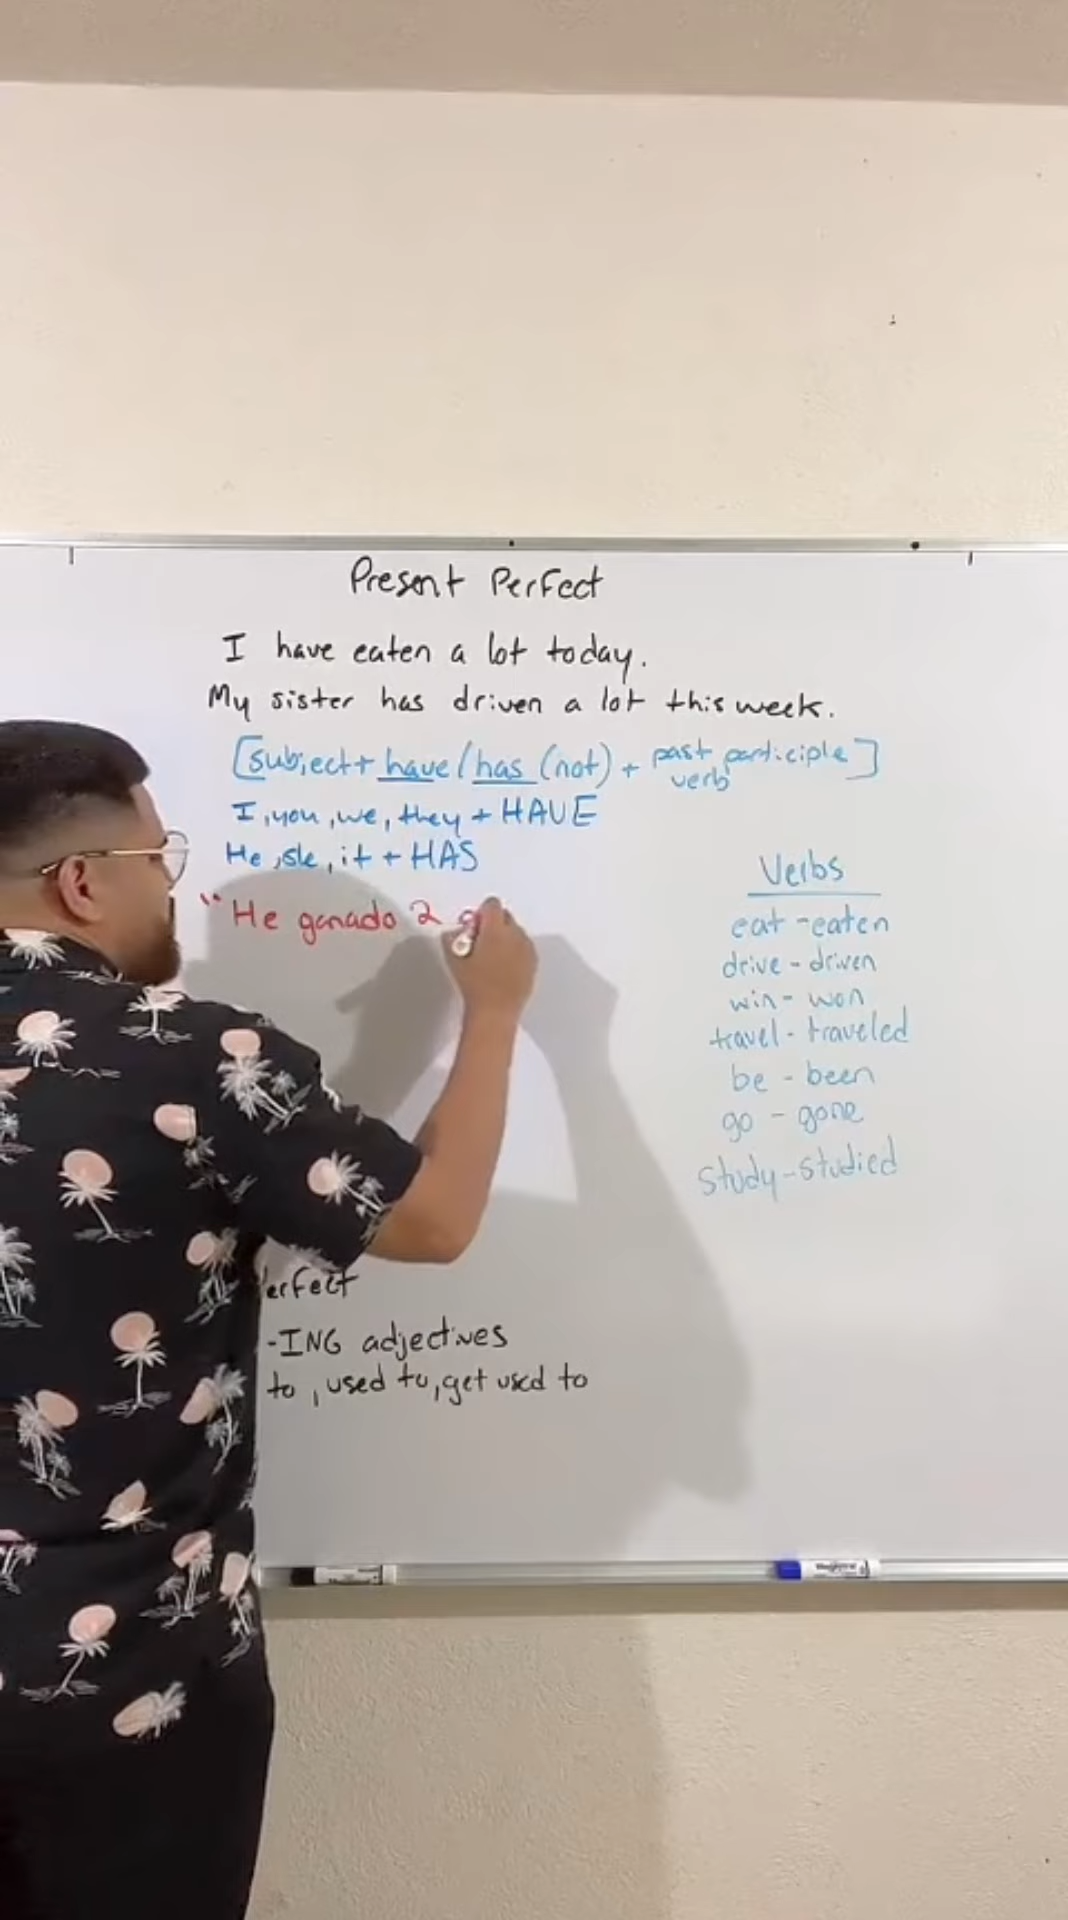 Present Perfect
I have eaten a lot today.
My sister has driven a lot this week.
[subject + have / has (not) + past participle]
verb
I, you, we, they + HAVE
He, she, it + HAS
"He ganado 2
Verbs
eat - eaten
drive - driven
win - won
travel - traveled
be - been
go - gone
study - studied
erfect
-ING adjectives
to, used to, get used to